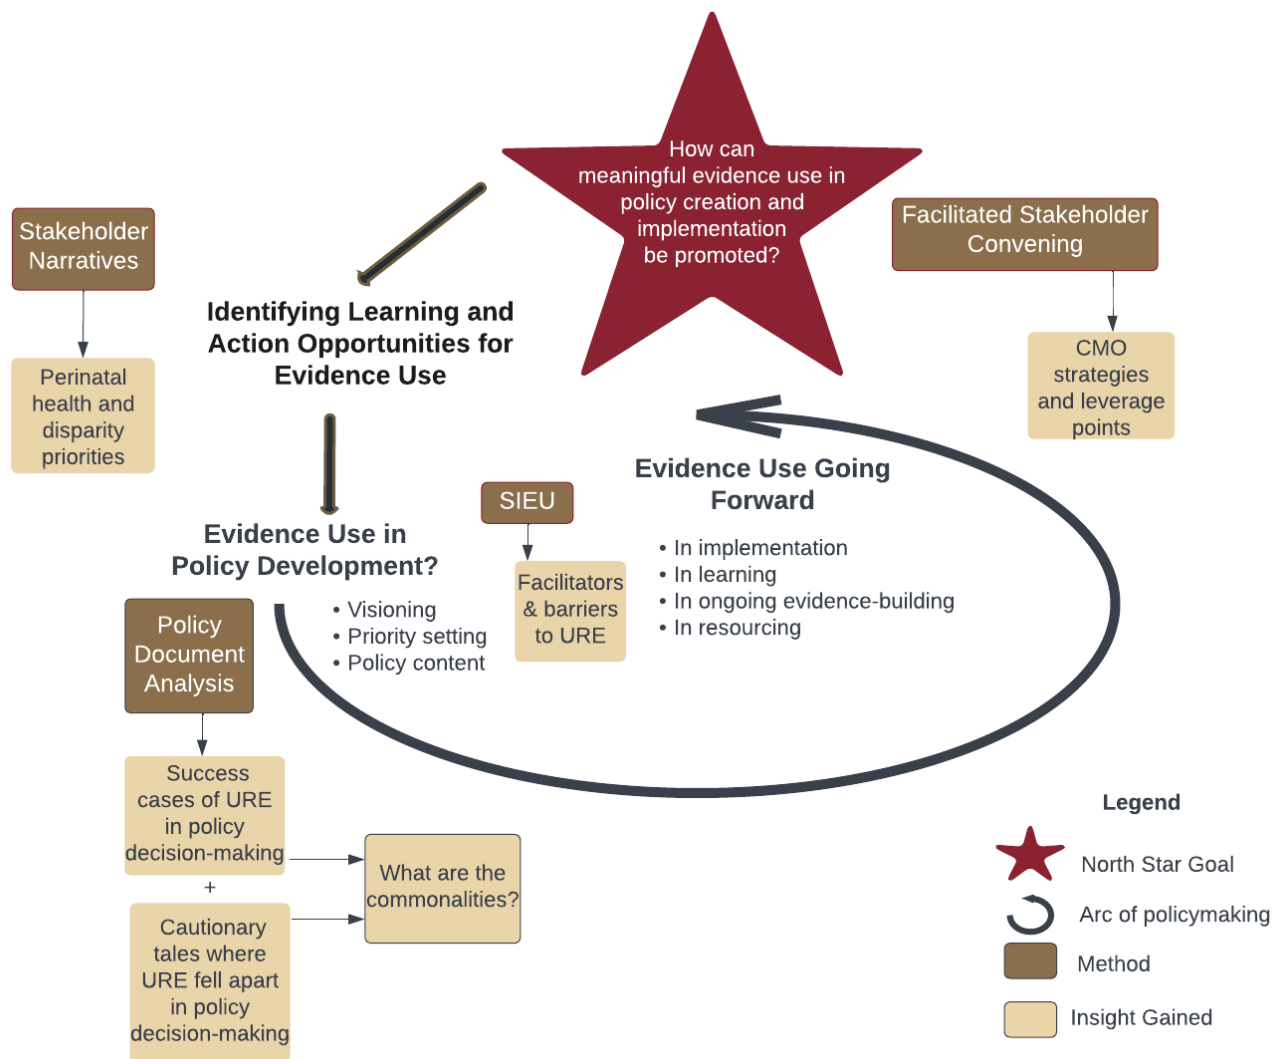 How can
meaningful evidence use in
policy creation and
implementation
be promoted?
Stakeholder
Narratives
Perinatal
health and
disparity
priorities
Facilitated Stakeholder
Convening
CMO
strategies
and leverage
points
Identifying Learning and
Action Opportunities for
Evidence Use
Evidence Use in
Policy Development?
• Visioning
• Priority setting
• Policy content
SIEU
Facilitators
& barriers
to URE
Evidence Use Going
Forward
• In implementation
• In learning
• In ongoing evidence-building
• In resourcing
Policy
Document
Analysis
Success
cases of URE
in policy
decision-making
+
Cautionary
tales where
URE fell apart
in policy
decision-making
What are the
commonalities?
Legend
North Star Goal
Arc of policymaking
Method
Insight Gained